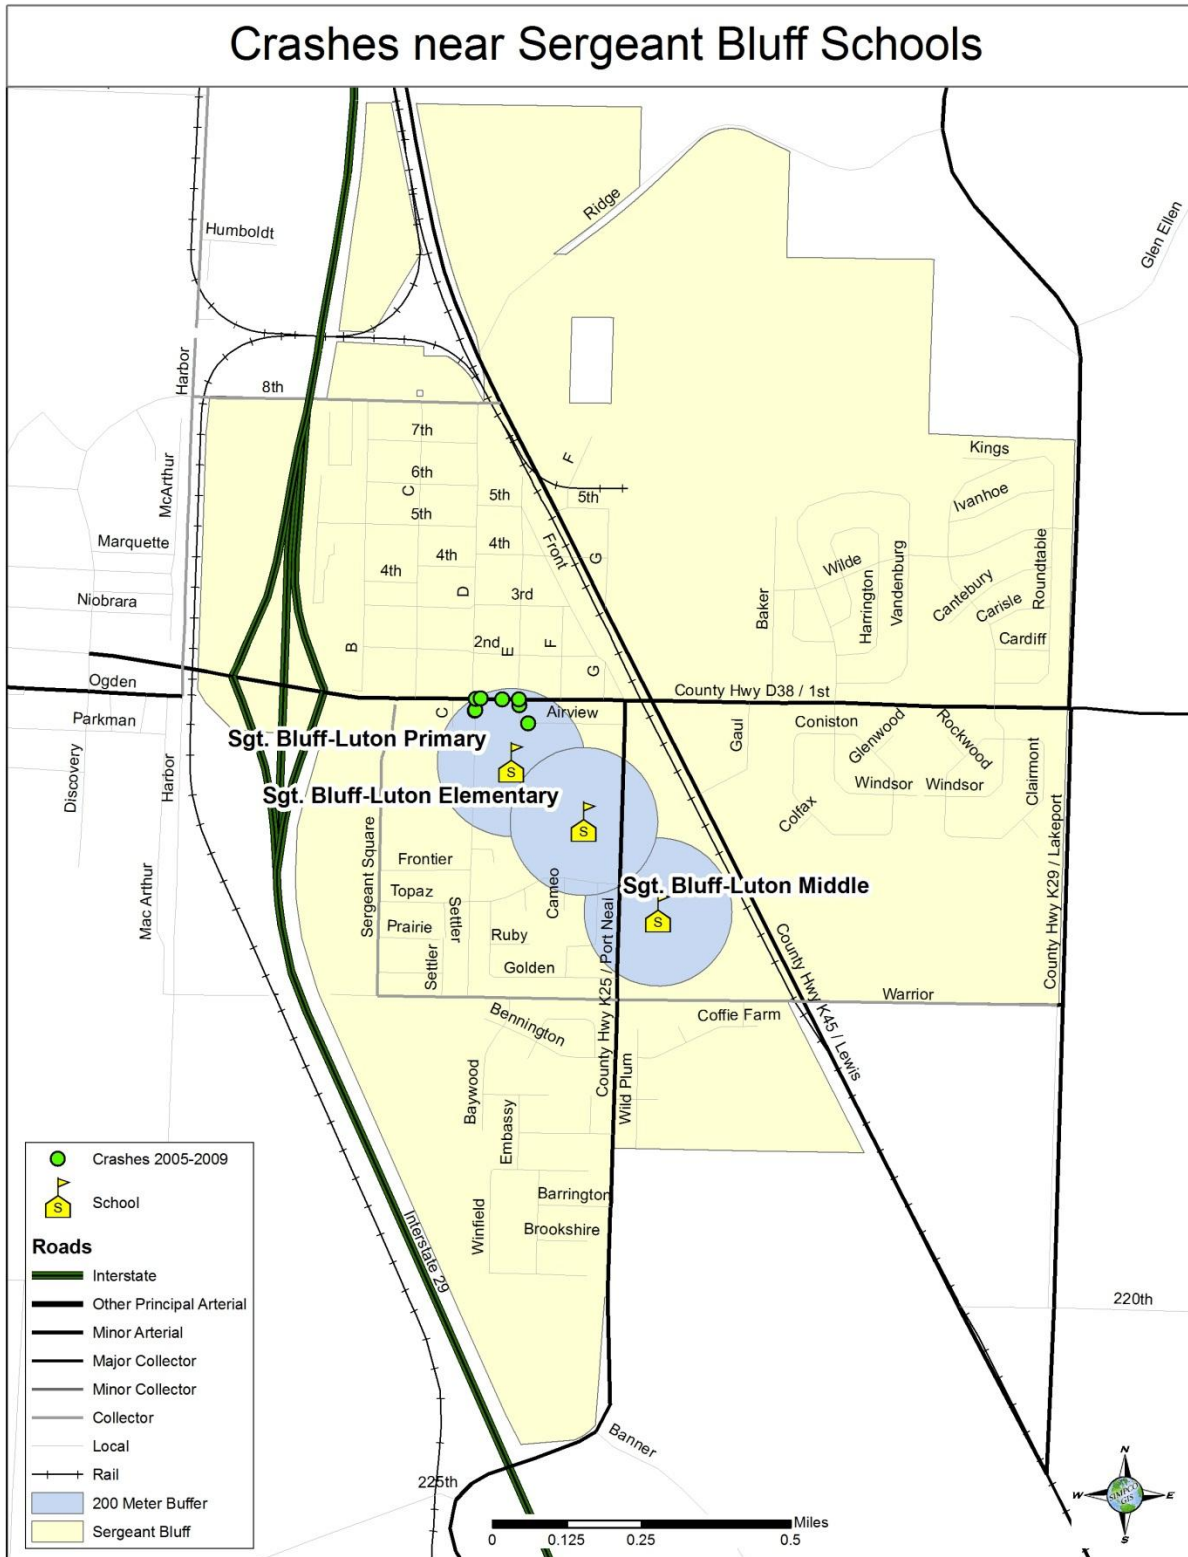 Crashes near Sergeant Bluff Schools
Humboldt
Ridge
Glen Ellen
Harbor
8th
7th
6th
C
5th
5th
F
5th
4th
4th
4th
Front
G
D
3rd
2nd
E
F
G
B
McArthur
Marquette
Niobrara
Ogden
Parkman
Discovery
Harbor
Mac Arthur
Kings
Ivanhoe
Roundtable
Wilde
Harrington
Vandenburg
Cantebury
Carisle
Cardiff
Baker
County Hwy D38 / 1st
C
Airview
Gaul
Coniston
Glenwood
Rockwood
Windsor
Windsor
Clairmont
Colfax
Sgt. Bluff-Luton Primary
S
Sgt. Bluff-Luton Elementary
S
Sgt. Bluff-Luton Middle
S
Sergeant Square
Frontier
Topaz
Prairie
Settler
Settler
Cameo
Ruby
Golden
County Hwy K25 / Port Neal
County Hwy K45 / Lewis
County Hwy K29 / Lakeport
Warrior
Coffie Farm
Bennington
Baywood
Embassy
Wild Plum
Barrington
Brookshire
Winfield
Interstate 29
220th
Banner
225th
Crashes 2005-2009
S
School
Roads
Interstate
Other Principal Arterial
Minor Arterial
Major Collector
Minor Collector
Collector
Local
Rail
200 Meter Buffer
Sergeant Bluff
Miles
0 0.125 0.25 0.5
N
W E
S
SIMPCO
GIS